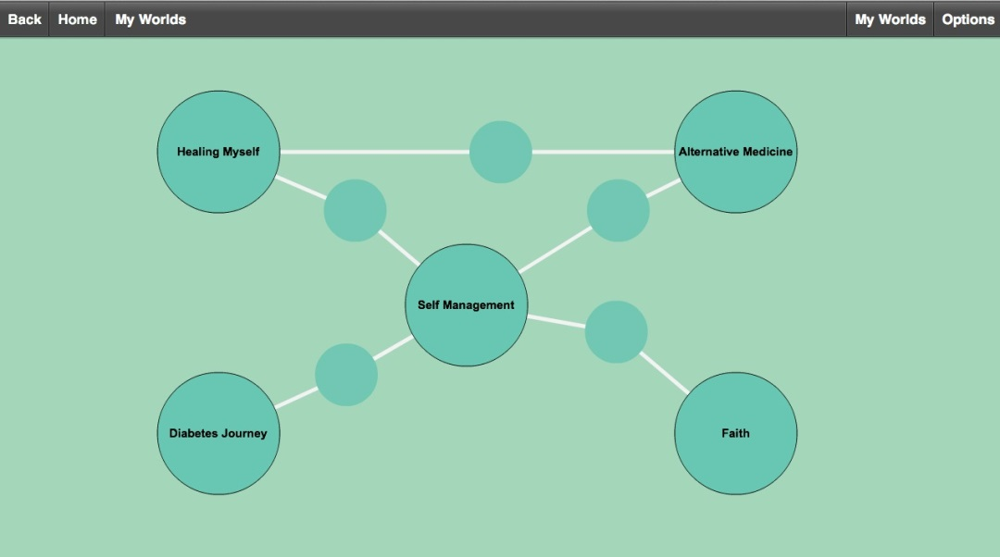 Back Home My Worlds My Worlds Options
Healing Myself
Alternative Medicine
Self Management
Diabetes Journey
Faith